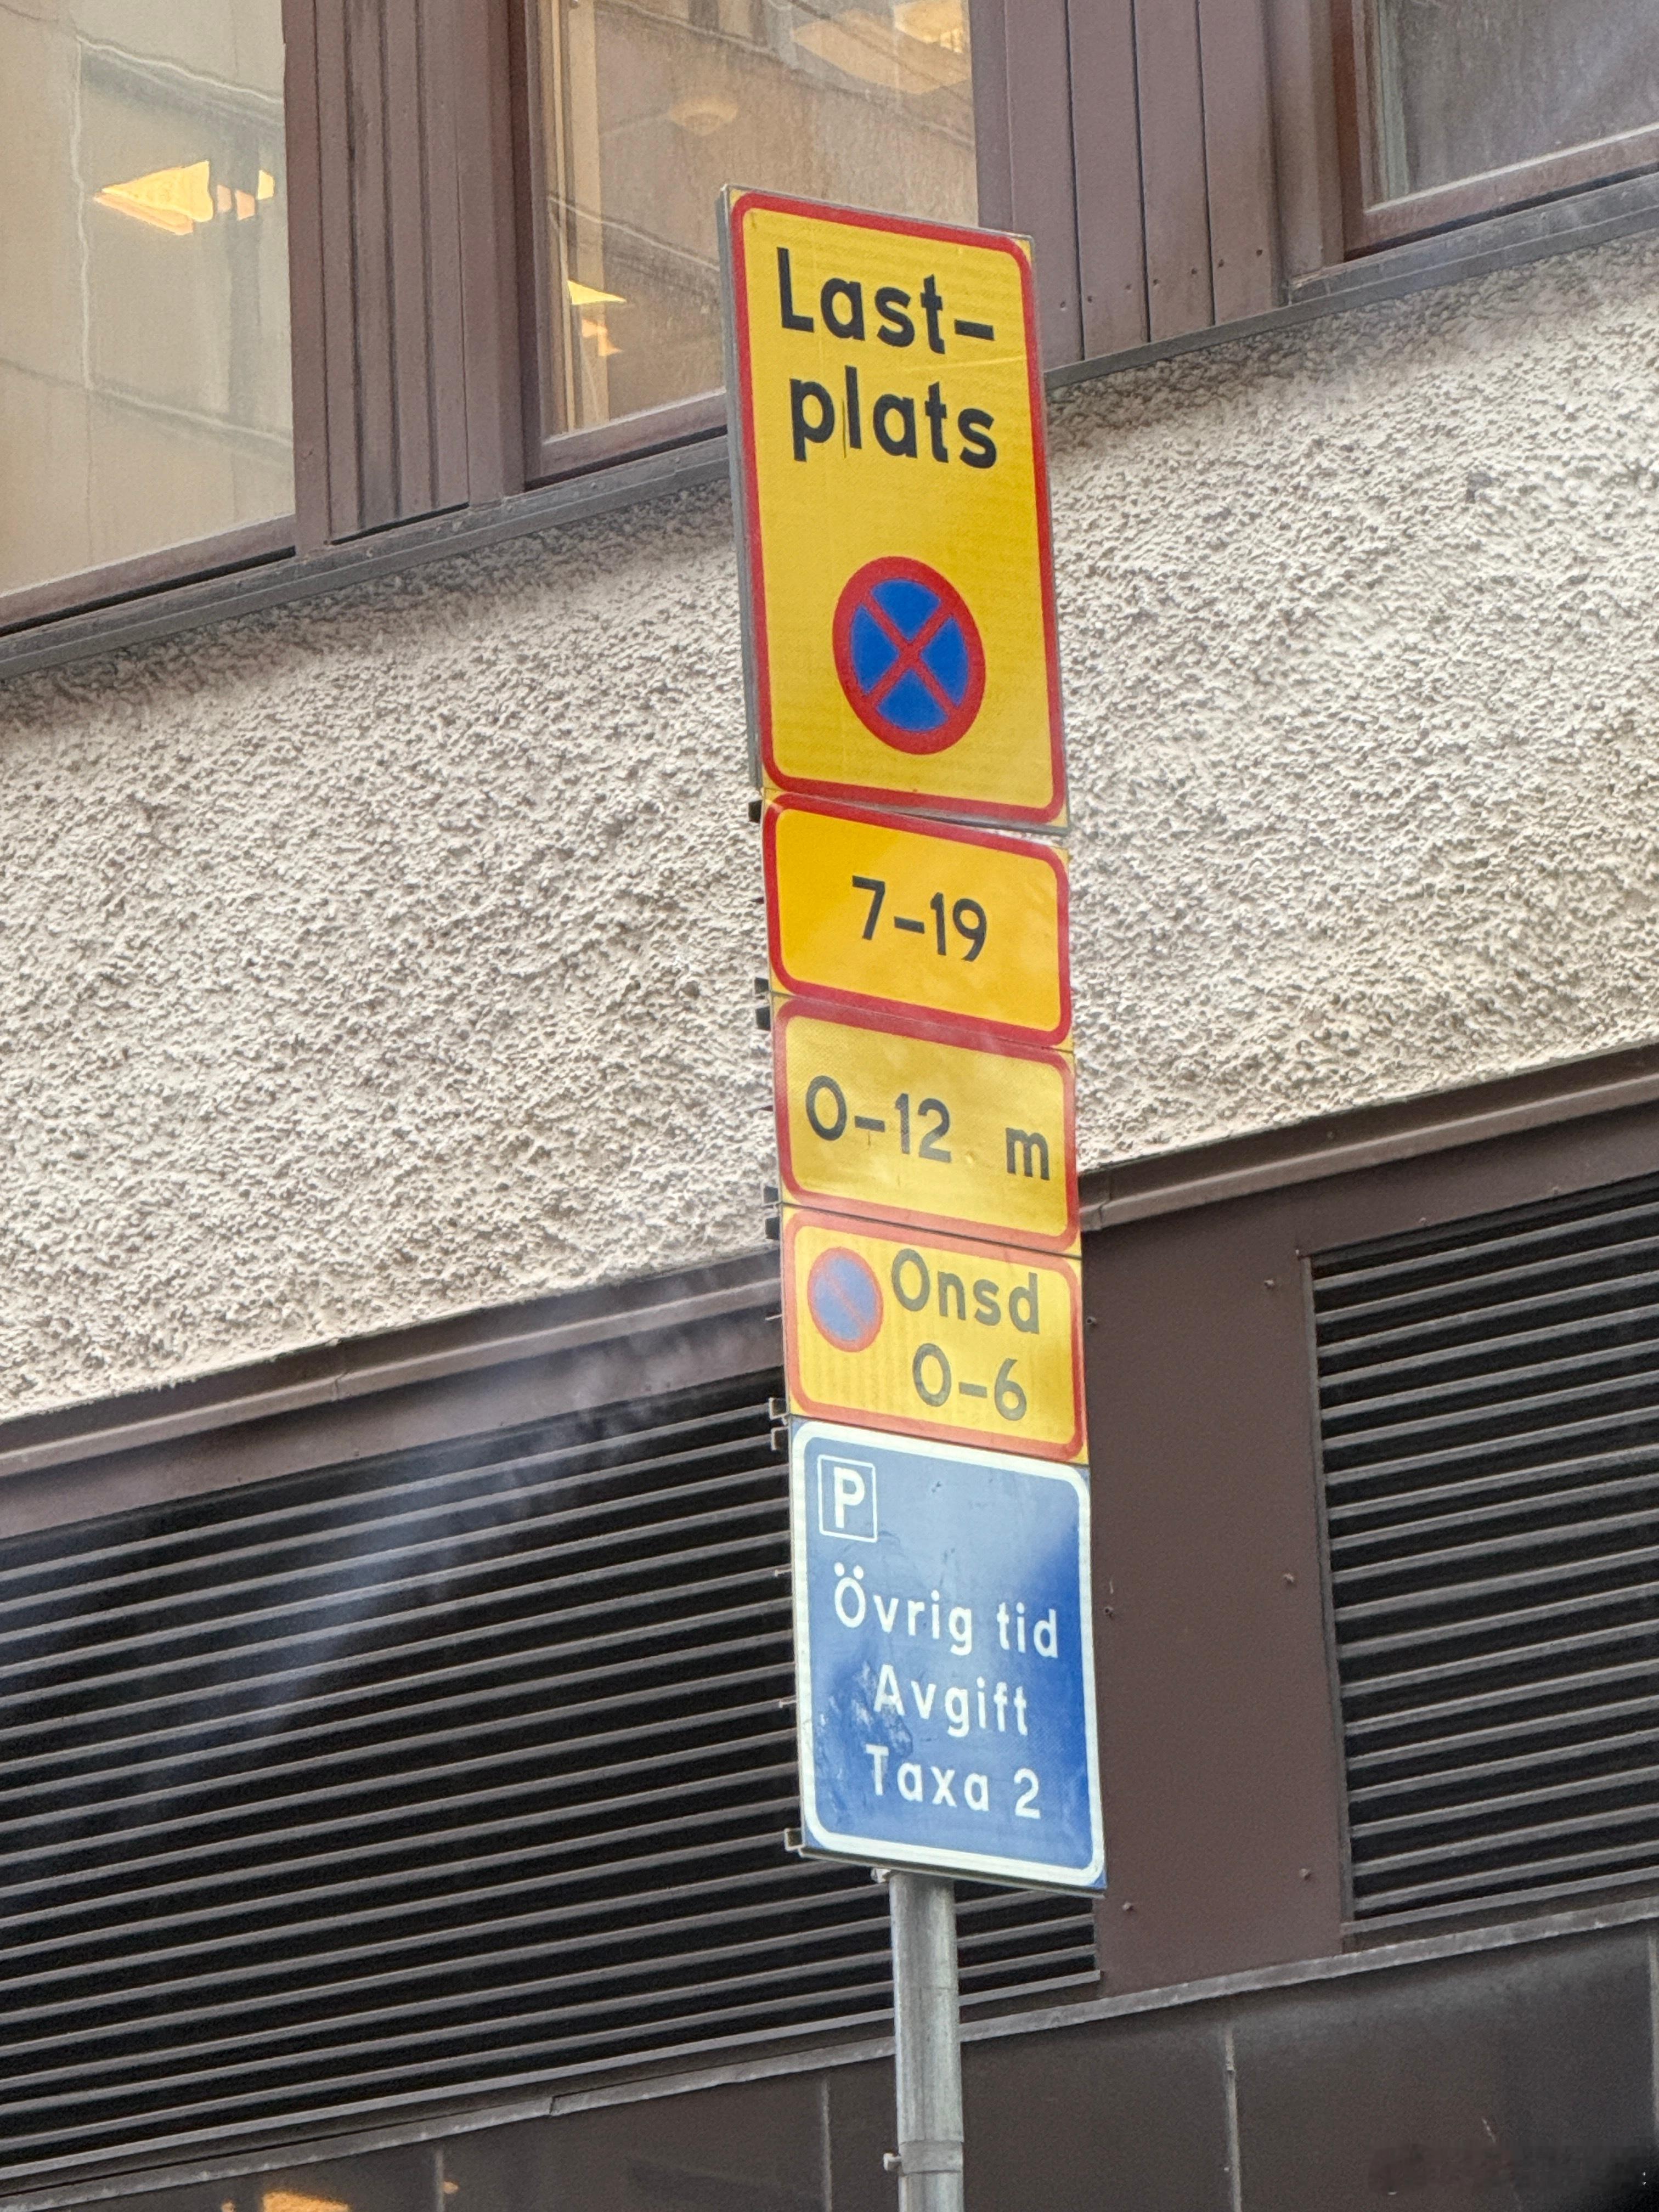 Last-
plats
7-19
0-12 m
Onsd
0-6
P
Övrig tid
Avgift
Taxa 2